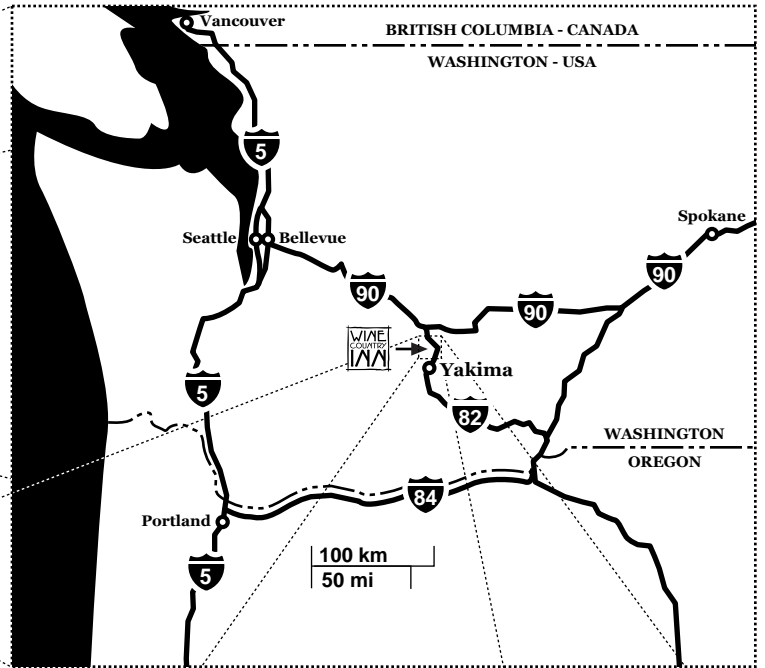 Vancouver
BRITISH COLUMBIA - CANADA
WASHINGTON - USA
5
Spokane
Seattle
Bellevue
90
90
90
WINE
COUNTRY
INN
Yakima
5
82
WASHINGTON
OREGON
84
Portland
100 km
50 mi
5